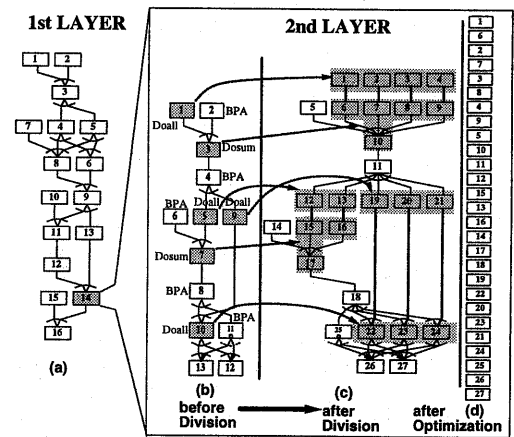 1st LAYER
1 2
3
7 4 5
8 6
10 9
11 13
12
15 14
16
(a)
2nd LAYER
1 2 BPA
Doall
3 Dosum
4 BPA
BPA Doall Doall
6 5 9
Dosum 7
BPA 8
BPA
Doall 10 11
13 12
(b)
before
Division
1 2 3 4
5 6 7 8 9
10
11
12 13 19 20 21
14 15 16
17
18
25 22 23 24
26 27
(c)
after
Division
1
6
2
7
3
8
4
9
5
10
11
12
15
13
16
14
17
18
19
22
20
23
21
24
25
26
27
(d)
after
Optimization